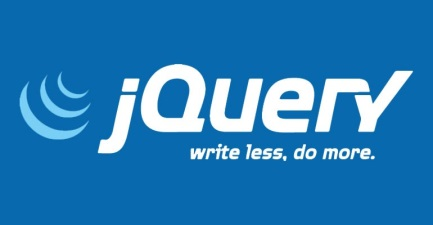 jQuery
write less, do more.